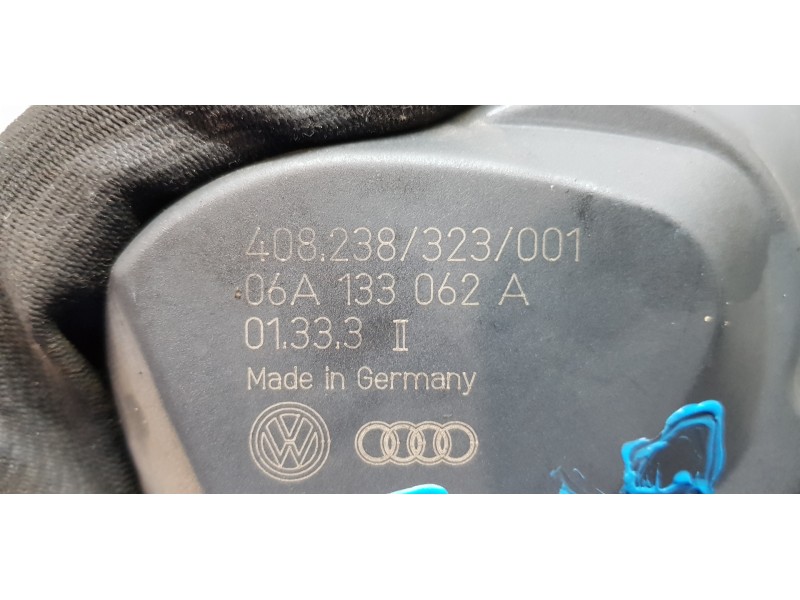 408.238/323/001
06A 133 062 A
01.33.3 II
Made in Germany